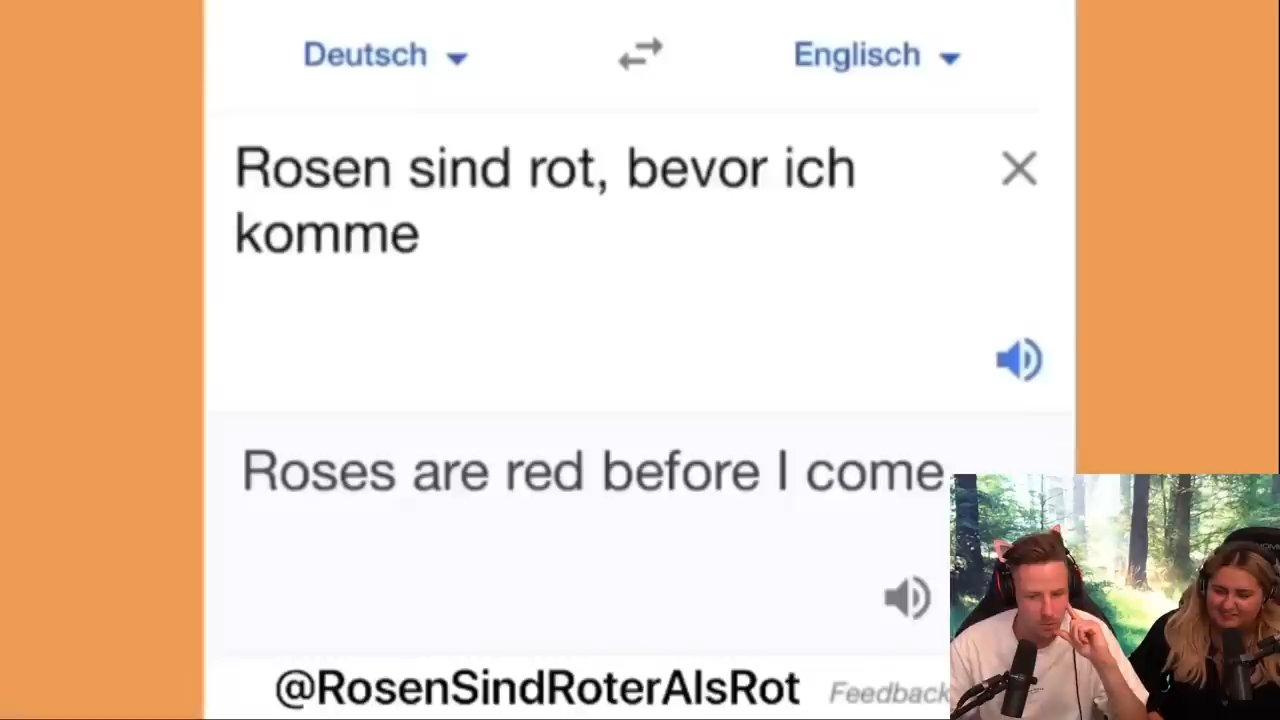 Deutsch Englisch
Rosen sind rot, bevor ich
komme
Roses are red before I come
@RosenSindRoterAlsRot Feedback